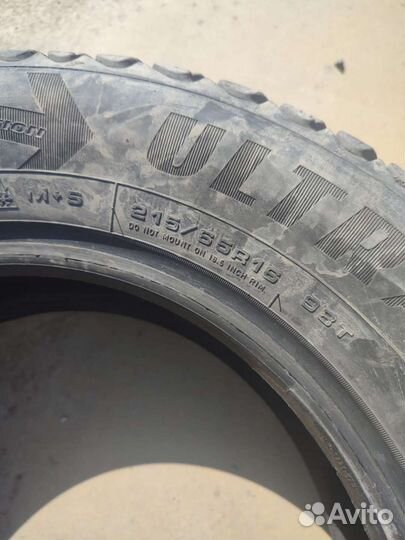 ULTRA
M+S
215/65R16 98T
DO NOT MOUNT ON 16.5 INCH RIM.
Avito